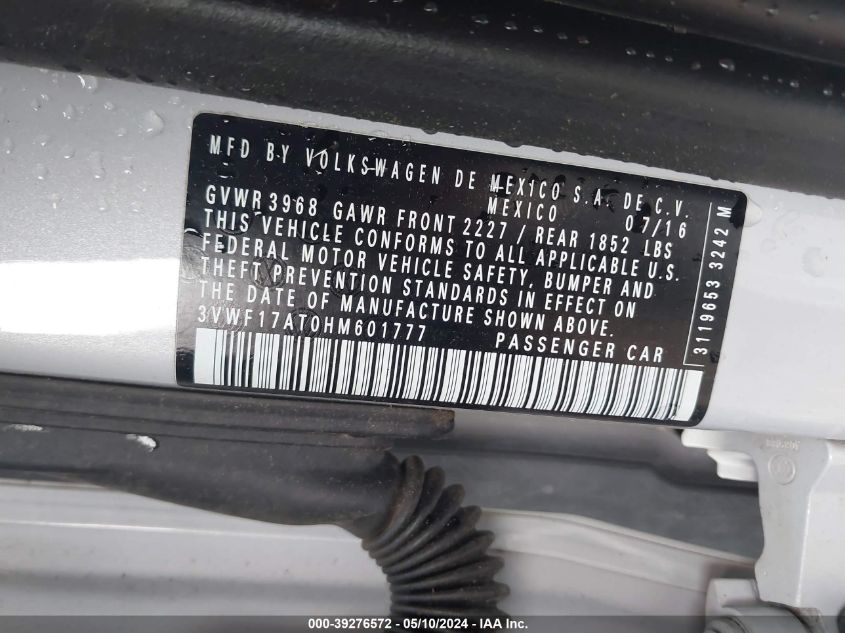 MFD BY VOLKSWAGEN DE MEXICO S.A. DE C.V.
MEXICO 07/16
GVWR 3968 GAWR FRONT 2227 / REAR 1852 LBS
THIS VEHICLE CONFORMS TO ALL APPLICABLE U.S.
FEDERAL MOTOR VEHICLE SAFETY, BUMPER AND
THEFT PREVENTION STANDARDS IN EFFECT ON
THE DATE OF MANUFACTURE SHOWN ABOVE.
3VWF17AT0HM601777 PASSENGER CAR
3119653 3242 M
000-39276572 - 05/10/2024 - IAA Inc.